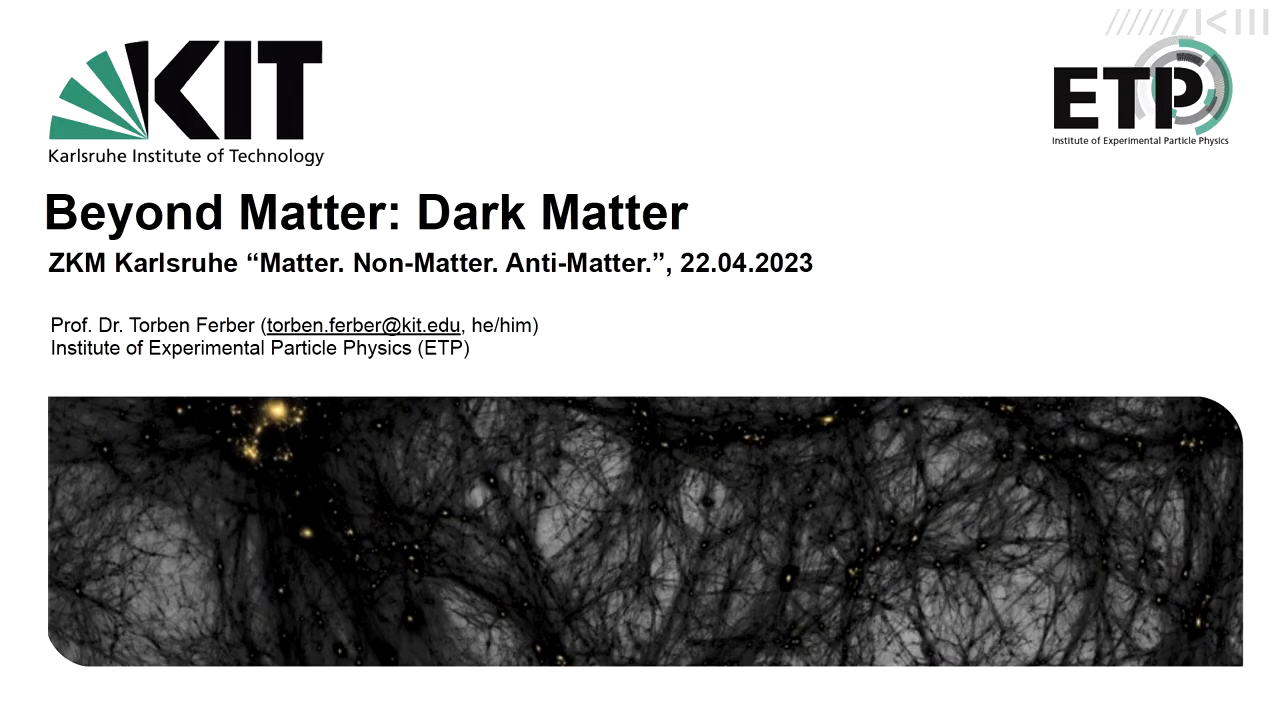 KIT
Karlsruhe Institute of Technology
ETP
Institute of Experimental Particle Physics
Beyond Matter: Dark Matter
ZKM Karlsruhe “Matter. Non-Matter. Anti-Matter.”, 22.04.2023
Prof. Dr. Torben Ferber (torben.ferber@kit.edu, he/him)
Institute of Experimental Particle Physics (ETP)